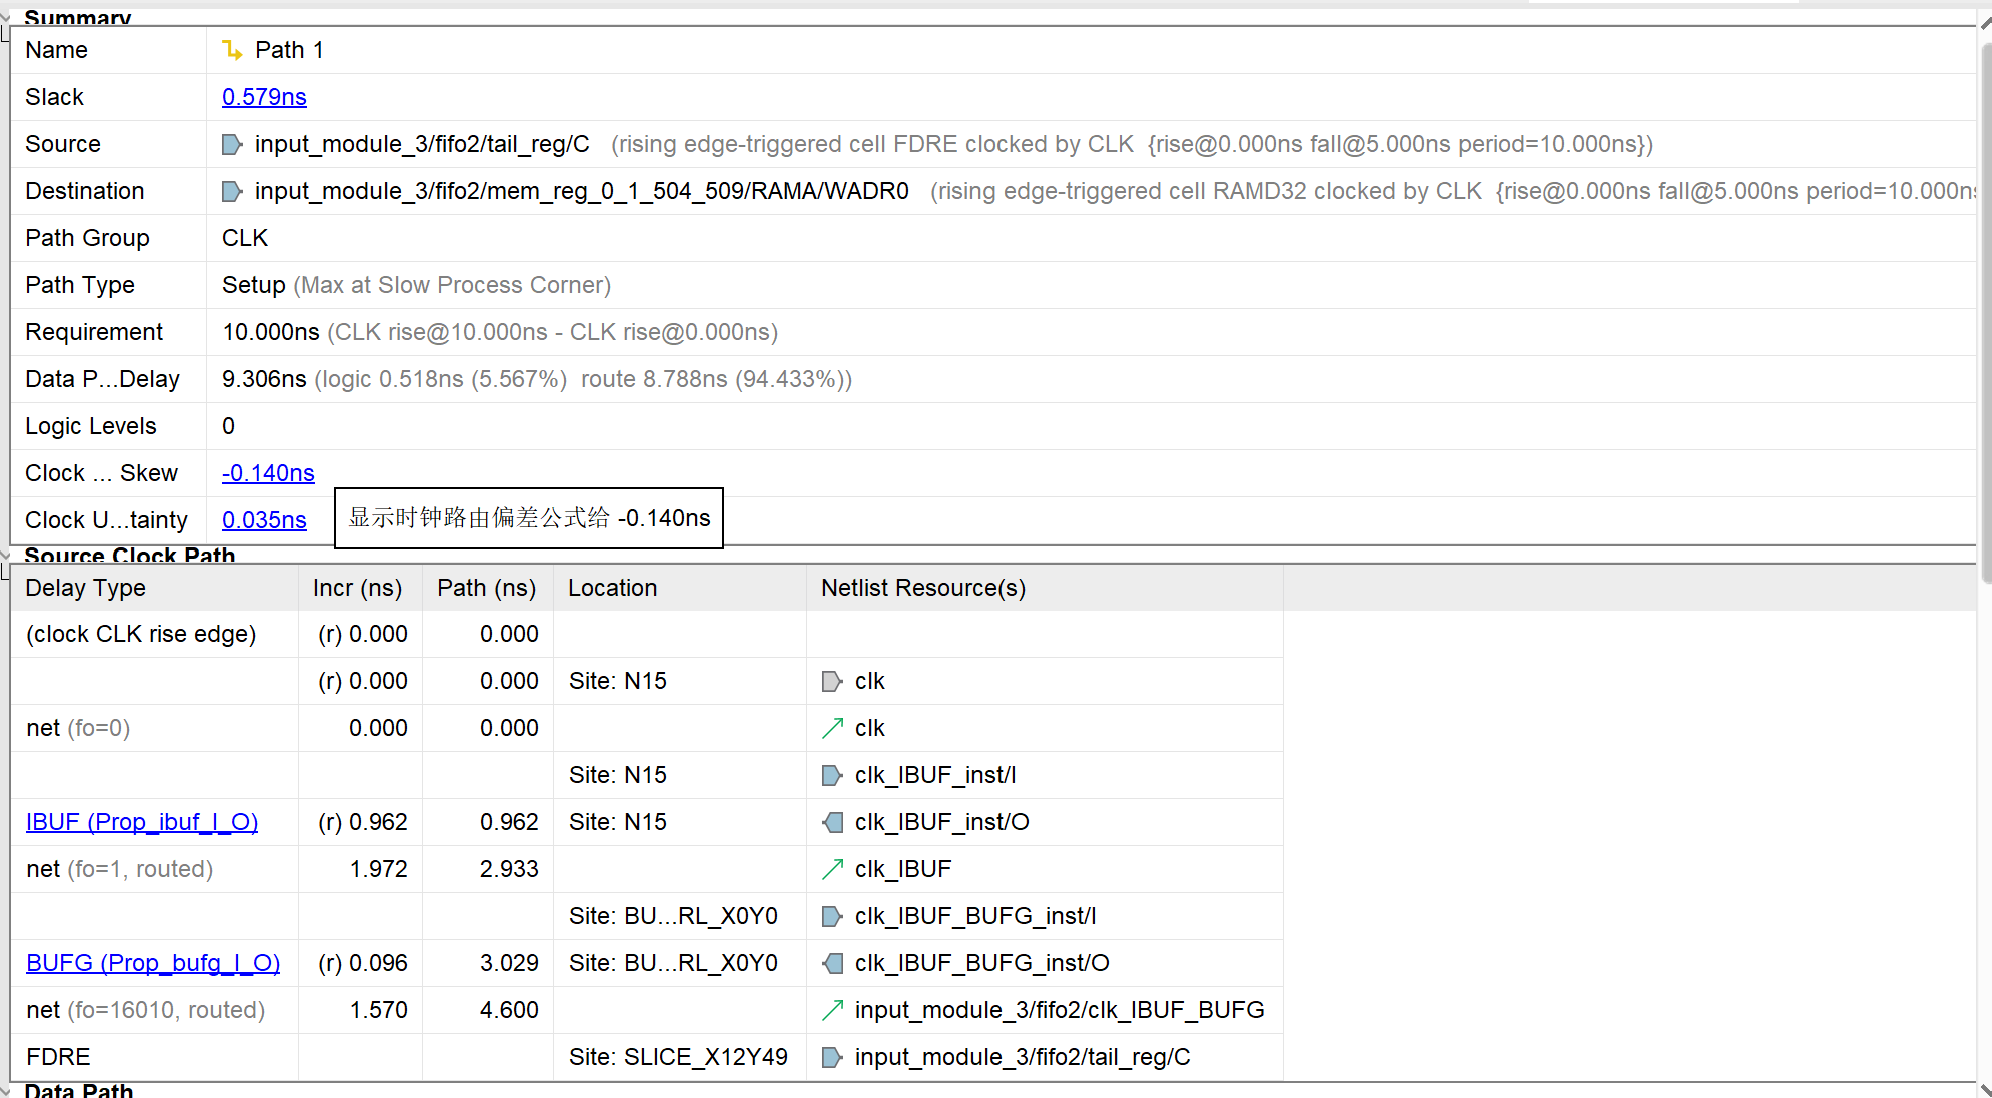 Summary
Name Path 1
Slack 0.579ns
Source input_module_3/fifo2/tail_reg/C (rising edge-triggered cell FDRE clocked by CLK {rise@0.000ns fall@5.000ns period=10.000ns})
Destination input_module_3/fifo2/mem_reg_0_1_504_509/RAMA/WADR0 (rising edge-triggered cell RAMD32 clocked by CLK {rise@0.000ns fall@5.000ns period=10.000ns
Path Group CLK
Path Type Setup (Max at Slow Process Corner)
Requirement 10.000ns (CLK rise@10.000ns - CLK rise@0.000ns)
Data P...Delay 9.306ns (logic 0.518ns (5.567%) route 8.788ns (94.433%))
Logic Levels 0
Clock ... Skew -0.140ns
Clock U...tainty 0.035ns
显示时钟路由偏差公式给 -0.140ns
Source Clock Path
Delay Type Incr (ns) Path (ns) Location Netlist Resource(s)
(clock CLK rise edge) (r) 0.000 0.000
(r) 0.000 0.000 Site: N15 clk
net (fo=0) 0.000 0.000 clk
Site: N15 clk_IBUF_inst/I
IBUF (Prop_ibuf_I_O) (r) 0.962 0.962 Site: N15 clk_IBUF_inst/O
net (fo=1, routed) 1.972 2.933 clk_IBUF
Site: BU...RL_X0Y0 clk_IBUF_BUFG_inst/I
BUFG (Prop_bufg_I_O) (r) 0.096 3.029 Site: BU...RL_X0Y0 clk_IBUF_BUFG_inst/O
net (fo=16010, routed) 1.570 4.600 input_module_3/fifo2/clk_IBUF_BUFG
FDRE Site: SLICE_X12Y49 input_module_3/fifo2/tail_reg/C
Data Path